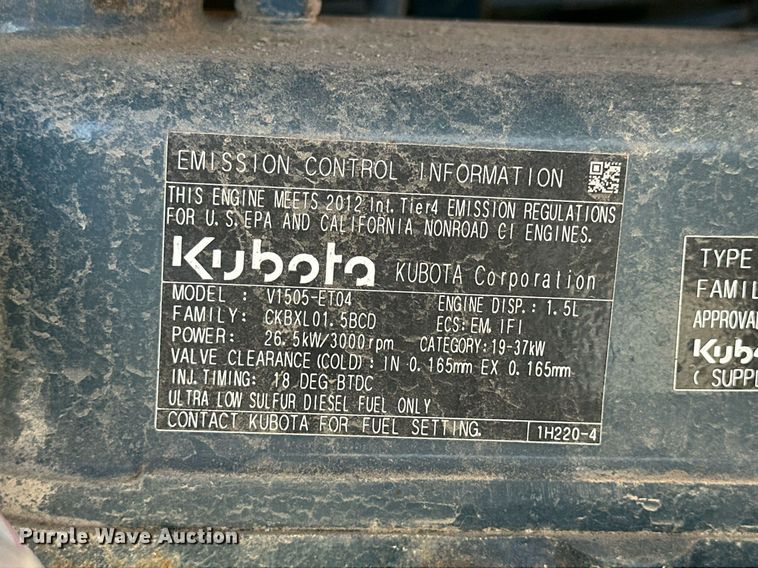 EMISSION CONTROL INFORMATION
THIS ENGINE MEETS 2012 Int. Tier4 EMISSION REGULATIONS
FOR U.S. EPA AND CALIFORNIA NONROAD CI ENGINES.
Kubota KUBOTA Corporation
MODEL : V1505-ET04 ENGINE DISP.: 1.5L
FAMILY: CKBXL01.5BCD ECS: EM, IFI
POWER: 26.5kW/3000rpm CATEGORY: 19-37kW
VALVE CLEARANCE (COLD): IN 0.165mm EX 0.165mm
INJ. TIMING: 18 DEG BTDC
ULTRA LOW SULFUR DIESEL FUEL ONLY
CONTACT KUBOTA FOR FUEL SETTING. 1H220-4
TYPE
FAMIL
APPROVA
Kubo
( SUPPL
Purple Wave Auction